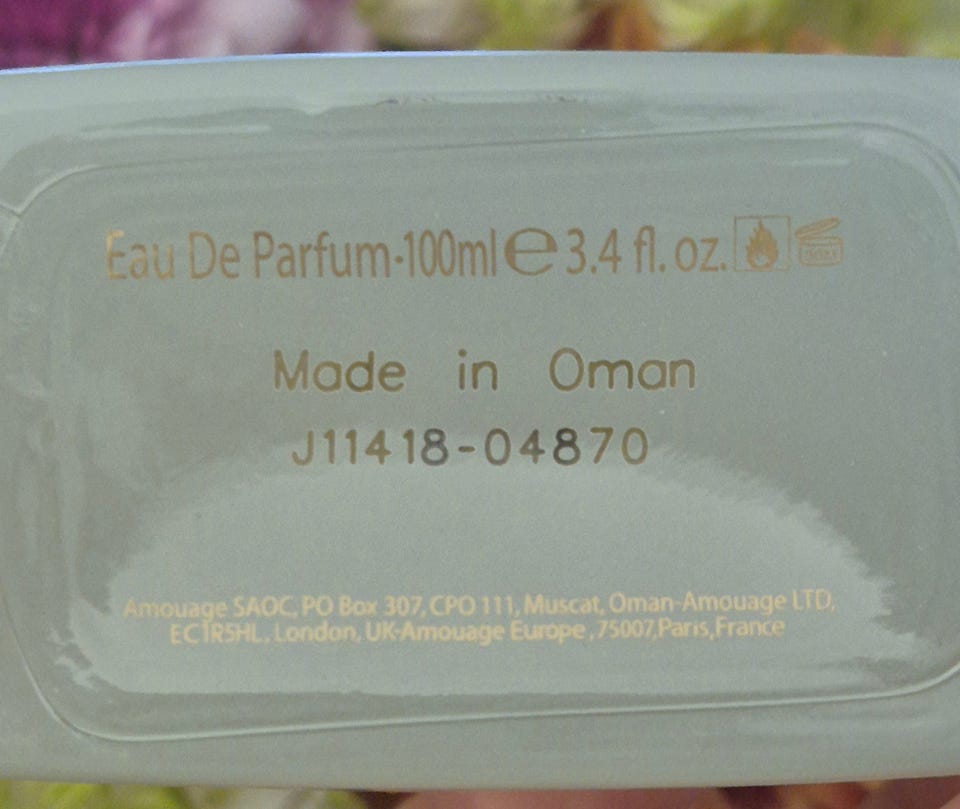 Eau De Parfum·100ml ℮ 3.4 fl. oz.
Made in Oman
J11418-04870
Amouage SAOC, PO Box 307, CPO 111, Muscat, Oman-Amouage LTD,
EC1R5HL, London, UK-Amouage Europe, 75007,Paris,France